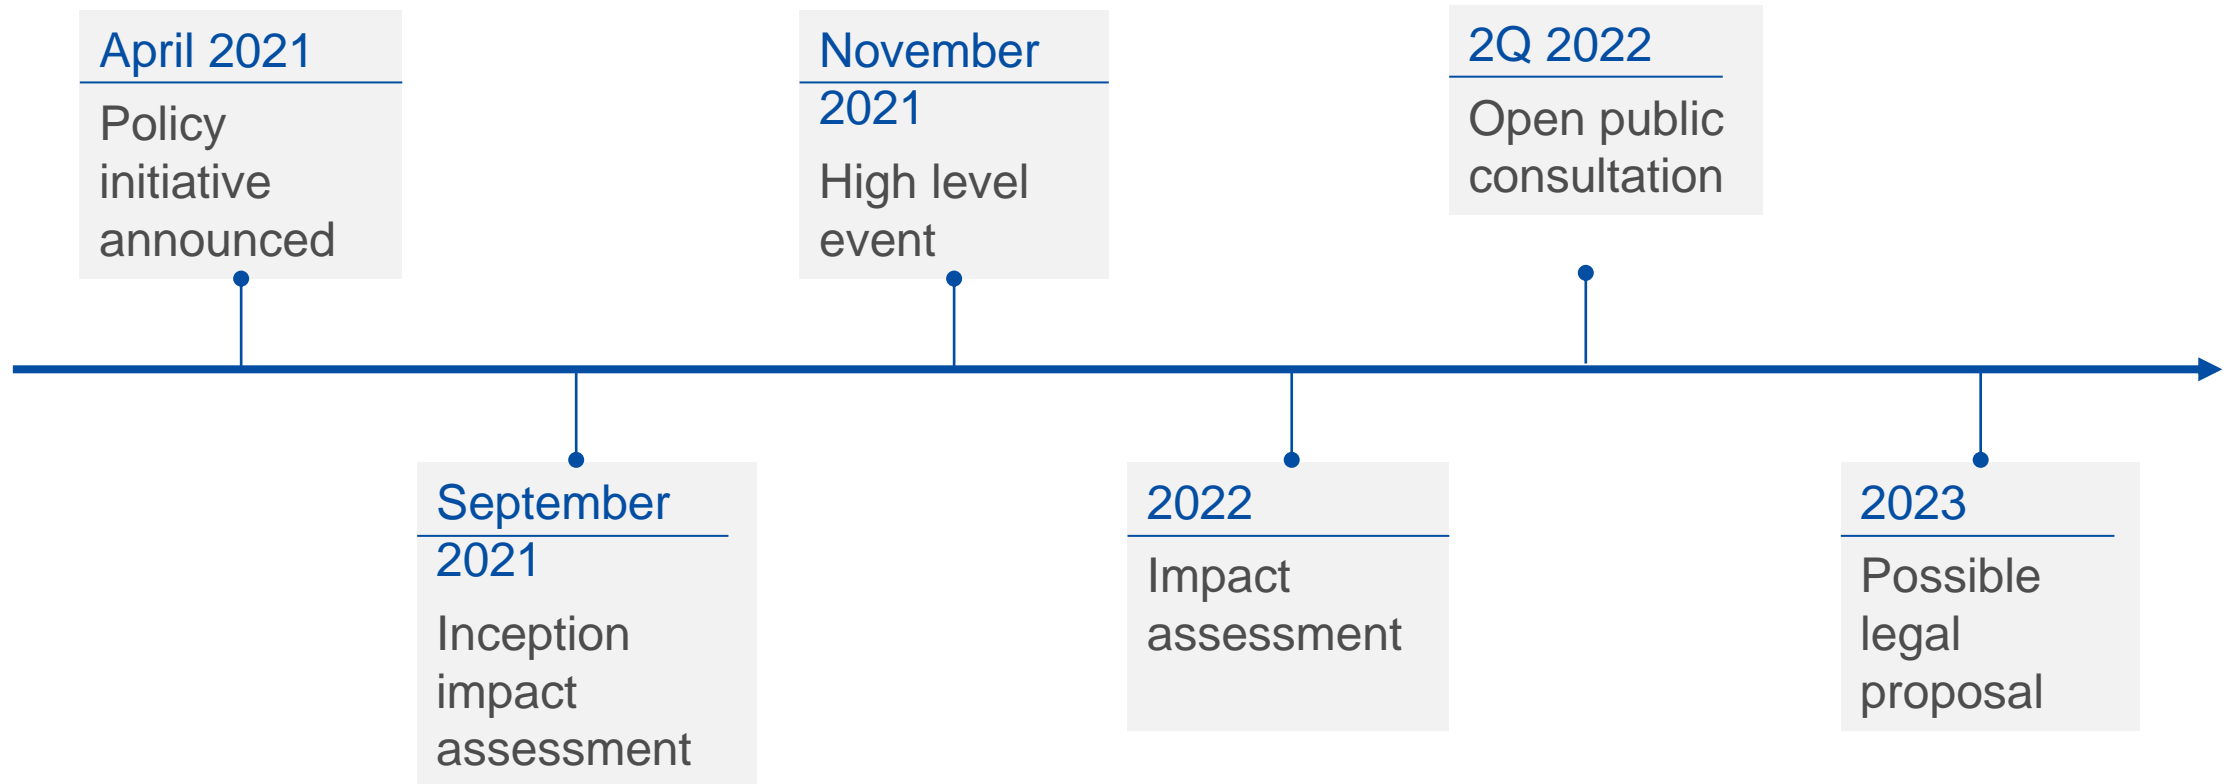 April 2021
Policy
initiative
announced
September
2021
Inception
impact
assessment
November
2021
High level
event
2022
Impact
assessment
2Q 2022
Open public
consultation
2023
Possible
legal
proposal